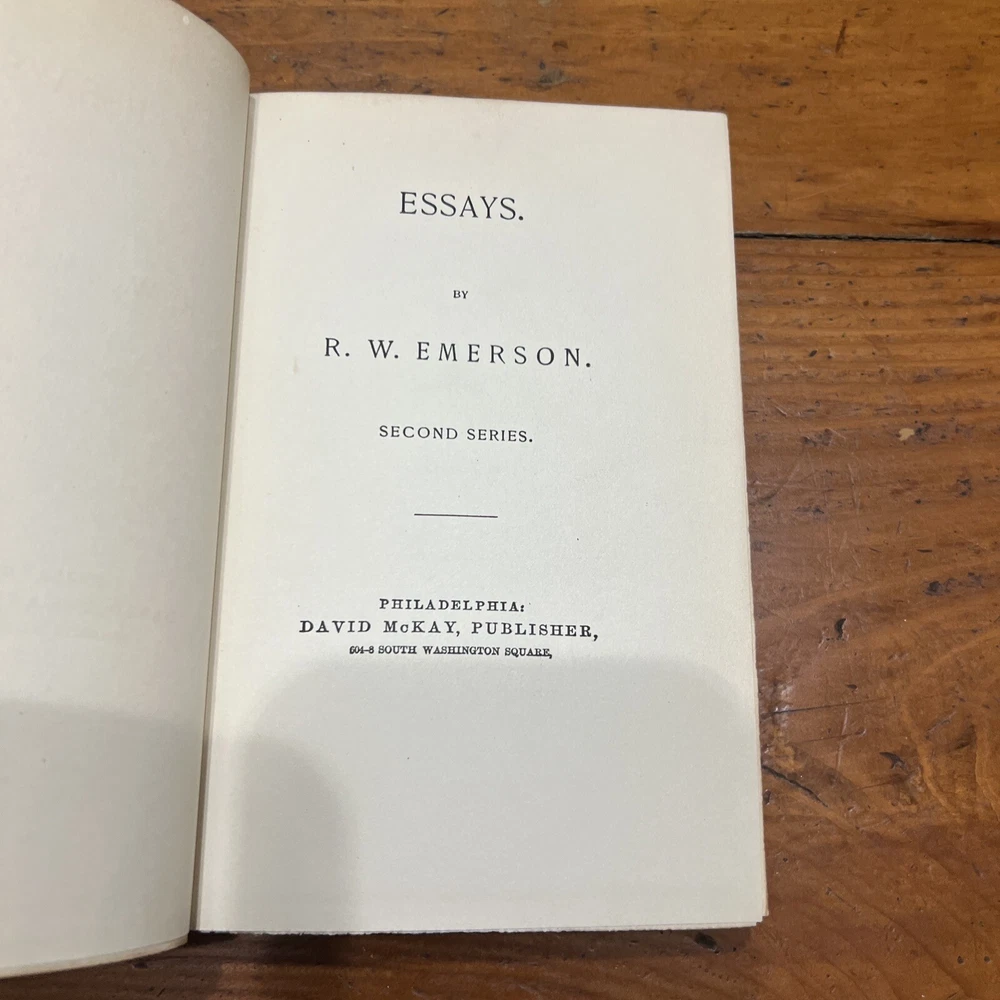 ESSAYS.
BY
R. W. EMERSON.
SECOND SERIES.
PHILADELPHIA:
DAVID McKAY, PUBLISHER,
604-8 SOUTH WASHINGTON SQUARE,